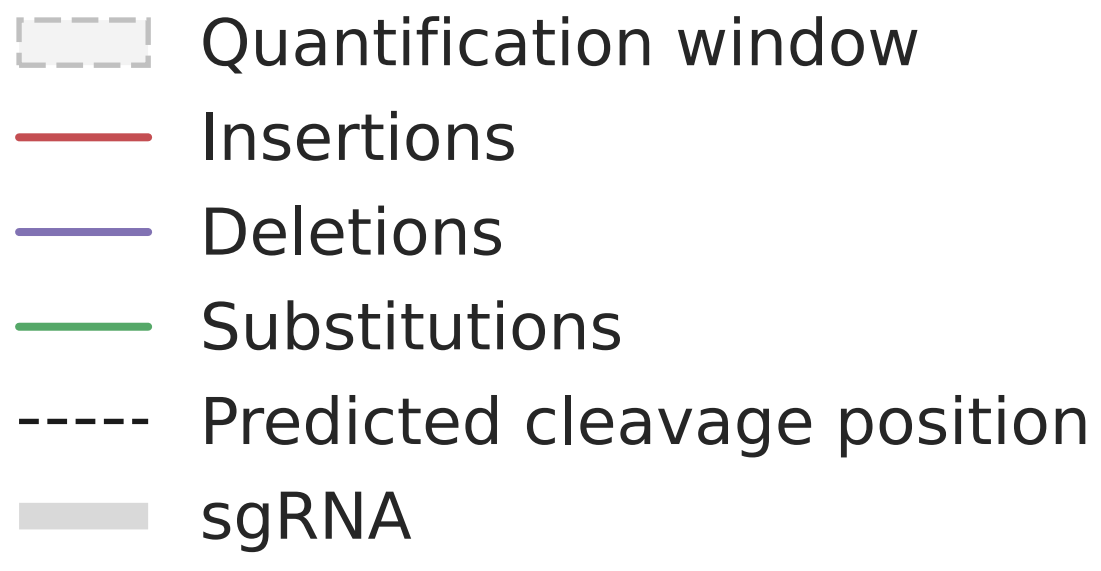 Quantification window
Insertions
Deletions
Substitutions
Predicted cleavage position
sgRNA